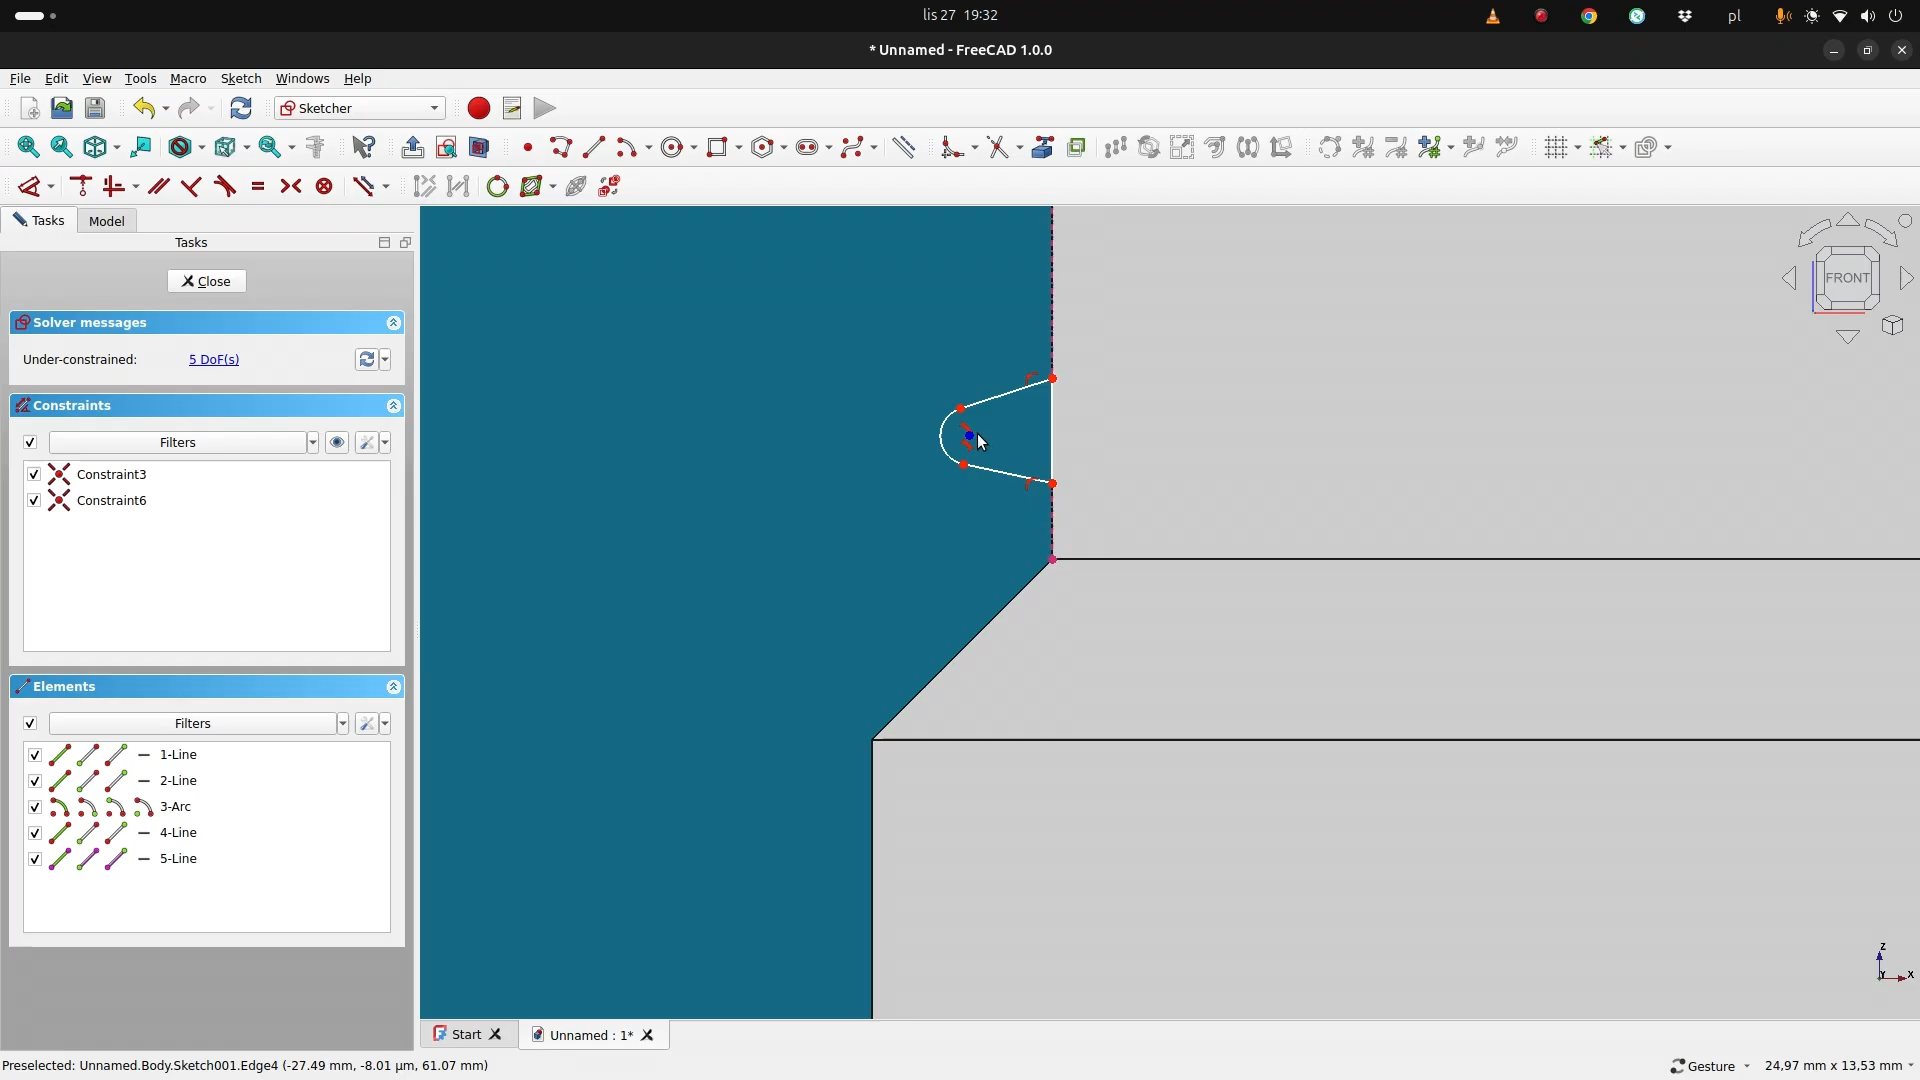 lis 27 19:32
pl
* Unnamed - FreeCAD 1.0.0
File Edit View Tools Macro Sketch Windows Help
Sketcher
Tasks Model
Tasks
Close
Solver messages
Under-constrained: 5 DoF(s)
Constraints
Filters
Constraint3
Constraint6
Elements
Filters
1-Line
2-Line
3-Arc
4-Line
5-Line
FRONT
Z
Y X
Start Unnamed : 1*
Preselected: Unnamed.Body.Sketch001.Edge4 (-27.49 mm, -8.01 µm, 61.07 mm) Gesture 24,97 mm x 13,53 mm